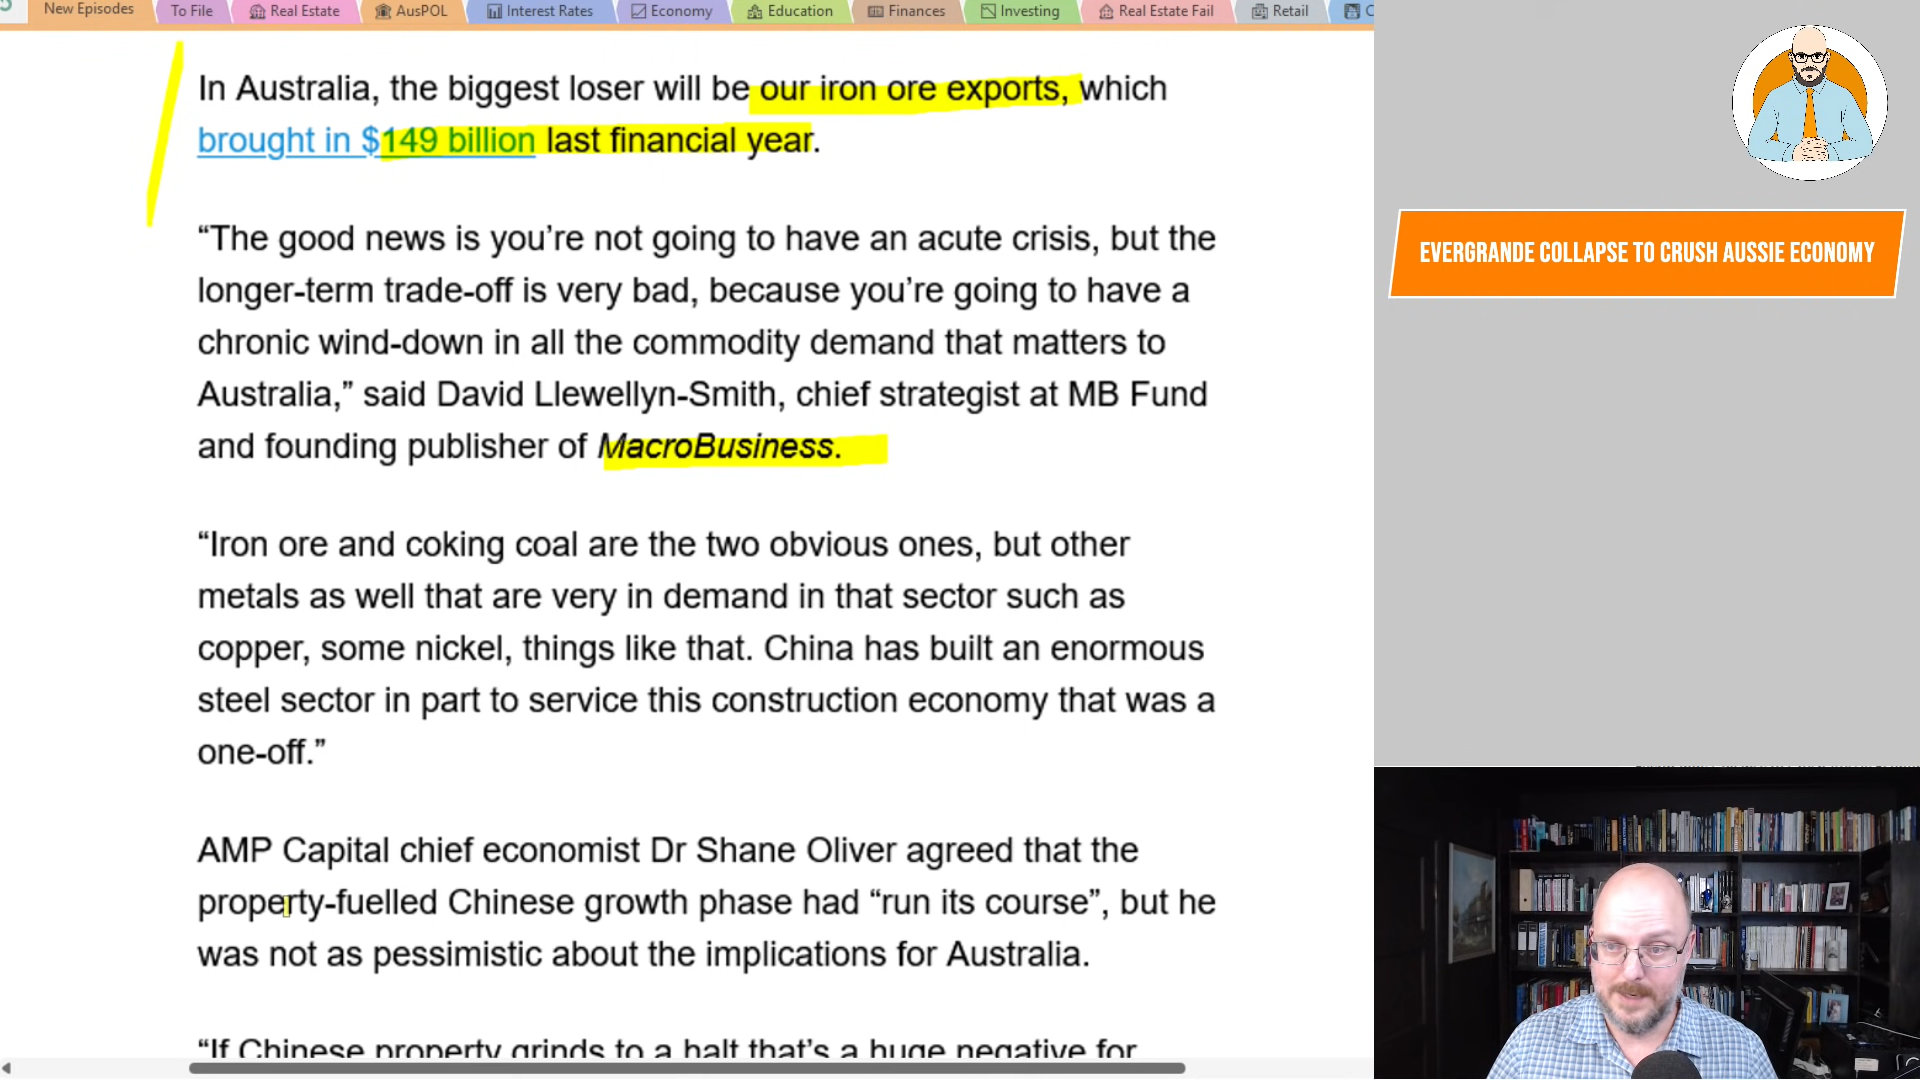 New Episodes
To File
Real Estate
AusPOL
Interest Rates
Economy
Education
Finances
Investing
Real Estate Fail
Retail
In Australia, the biggest loser will be our iron ore exports, which
brought in $149 billion last financial year.
“The good news is you’re not going to have an acute crisis, but the
longer-term trade-off is very bad, because you’re going to have a
chronic wind-down in all the commodity demand that matters to
Australia,” said David Llewellyn-Smith, chief strategist at MB Fund
and founding publisher of MacroBusiness.
“Iron ore and coking coal are the two obvious ones, but other
metals as well that are very in demand in that sector such as
copper, some nickel, things like that. China has built an enormous
steel sector in part to service this construction economy that was a
one-off.”
AMP Capital chief economist Dr Shane Oliver agreed that the
property-fuelled Chinese growth phase had “run its course”, but he
was not as pessimistic about the implications for Australia.
“If Chinese property grinds to a halt that’s a huge negative for
EVERGRANDE COLLAPSE TO CRUSH AUSSIE ECONOMY